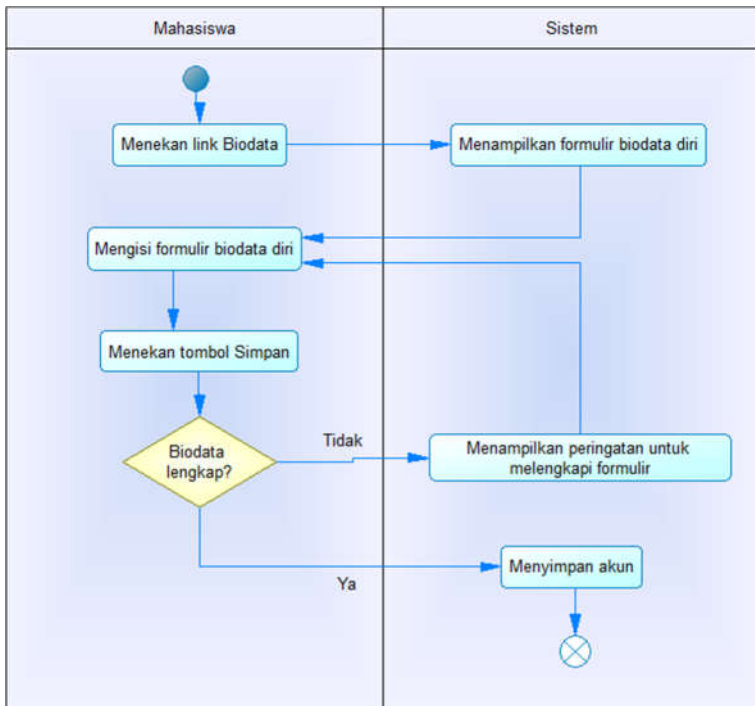 Mahasiswa
Sistem
Menekan link Biodata
Menampilkan formulir biodata diri
Mengisi formulir biodata diri
Menekan tombol Simpan
Biodata
lengkap?
Tidak
Menampilkan peringatan untuk
melengkapi formulir
Ya
Menyimpan akun